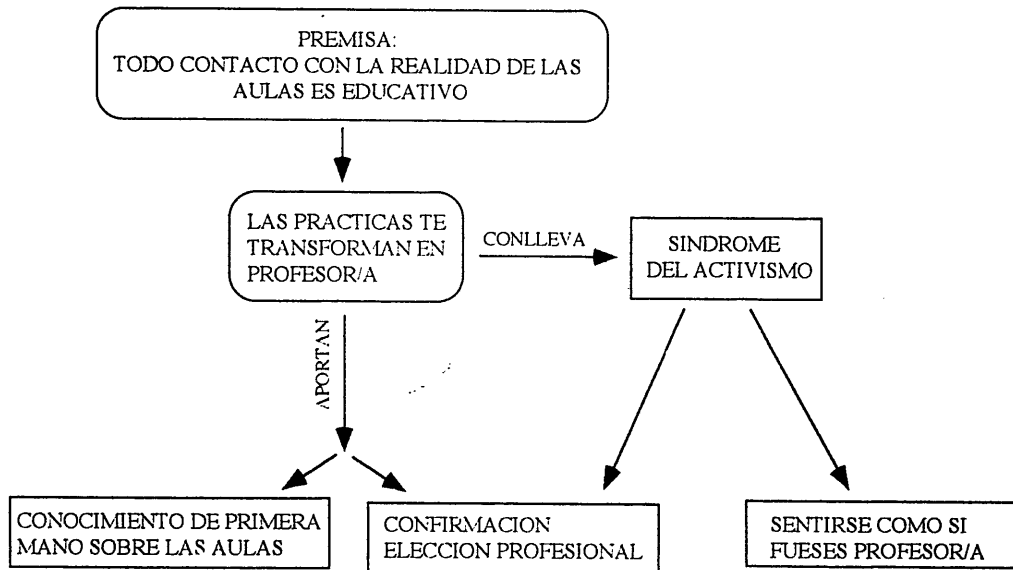 PREMISA:
TODO CONTACTO CON LA REALIDAD DE LAS
AULAS ES EDUCATIVO
LAS PRACTICAS TE
TRANSFORMAN EN
PROFESOR/A
CONLLEVA
SINDROME
DEL ACTIVISMO
APORTAN
CONOCIMIENTO DE PRIMERA
MANO SOBRE LAS AULAS
CONFIRMACION
ELECCION PROFESIONAL
SENTIRSE COMO SI
FUESES PROFESOR/A